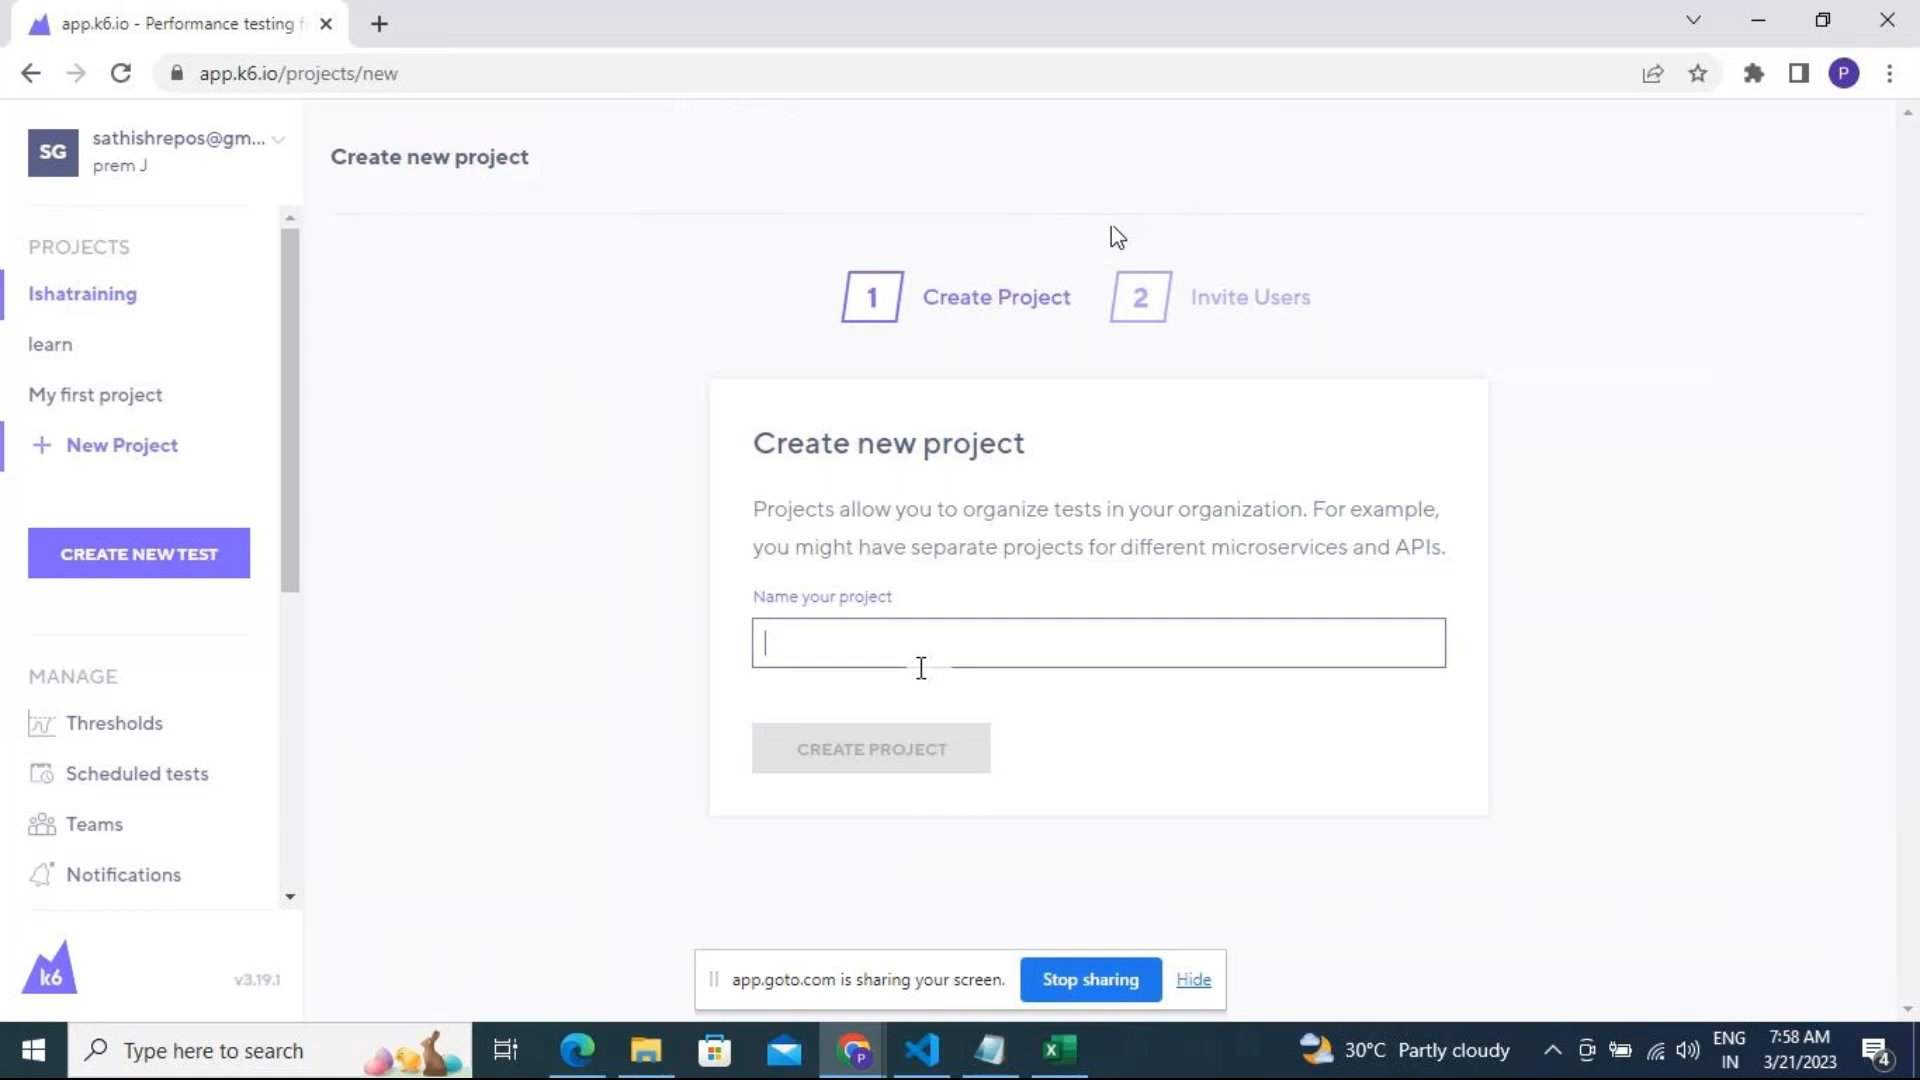 app.k6.io - Performance testing f
app.k6.io/projects/new
P
SG
sathishrepos@gm...
prem J
Create new project
PROJECTS
Ishatraining
learn
My first project
+ New Project
CREATE NEW TEST
MANAGE
Thresholds
Scheduled tests
Teams
Notifications
k6
v3.19.1
1 Create Project 2 Invite Users
Create new project
Projects allow you to organize tests in your organization. For example,
you might have separate projects for different microservices and APIs.
Name your project
CREATE PROJECT
app.goto.com is sharing your screen. Stop sharing Hide
Type here to search
P
30°C Partly cloudy
ENG
IN
7:58 AM
3/21/2023
4